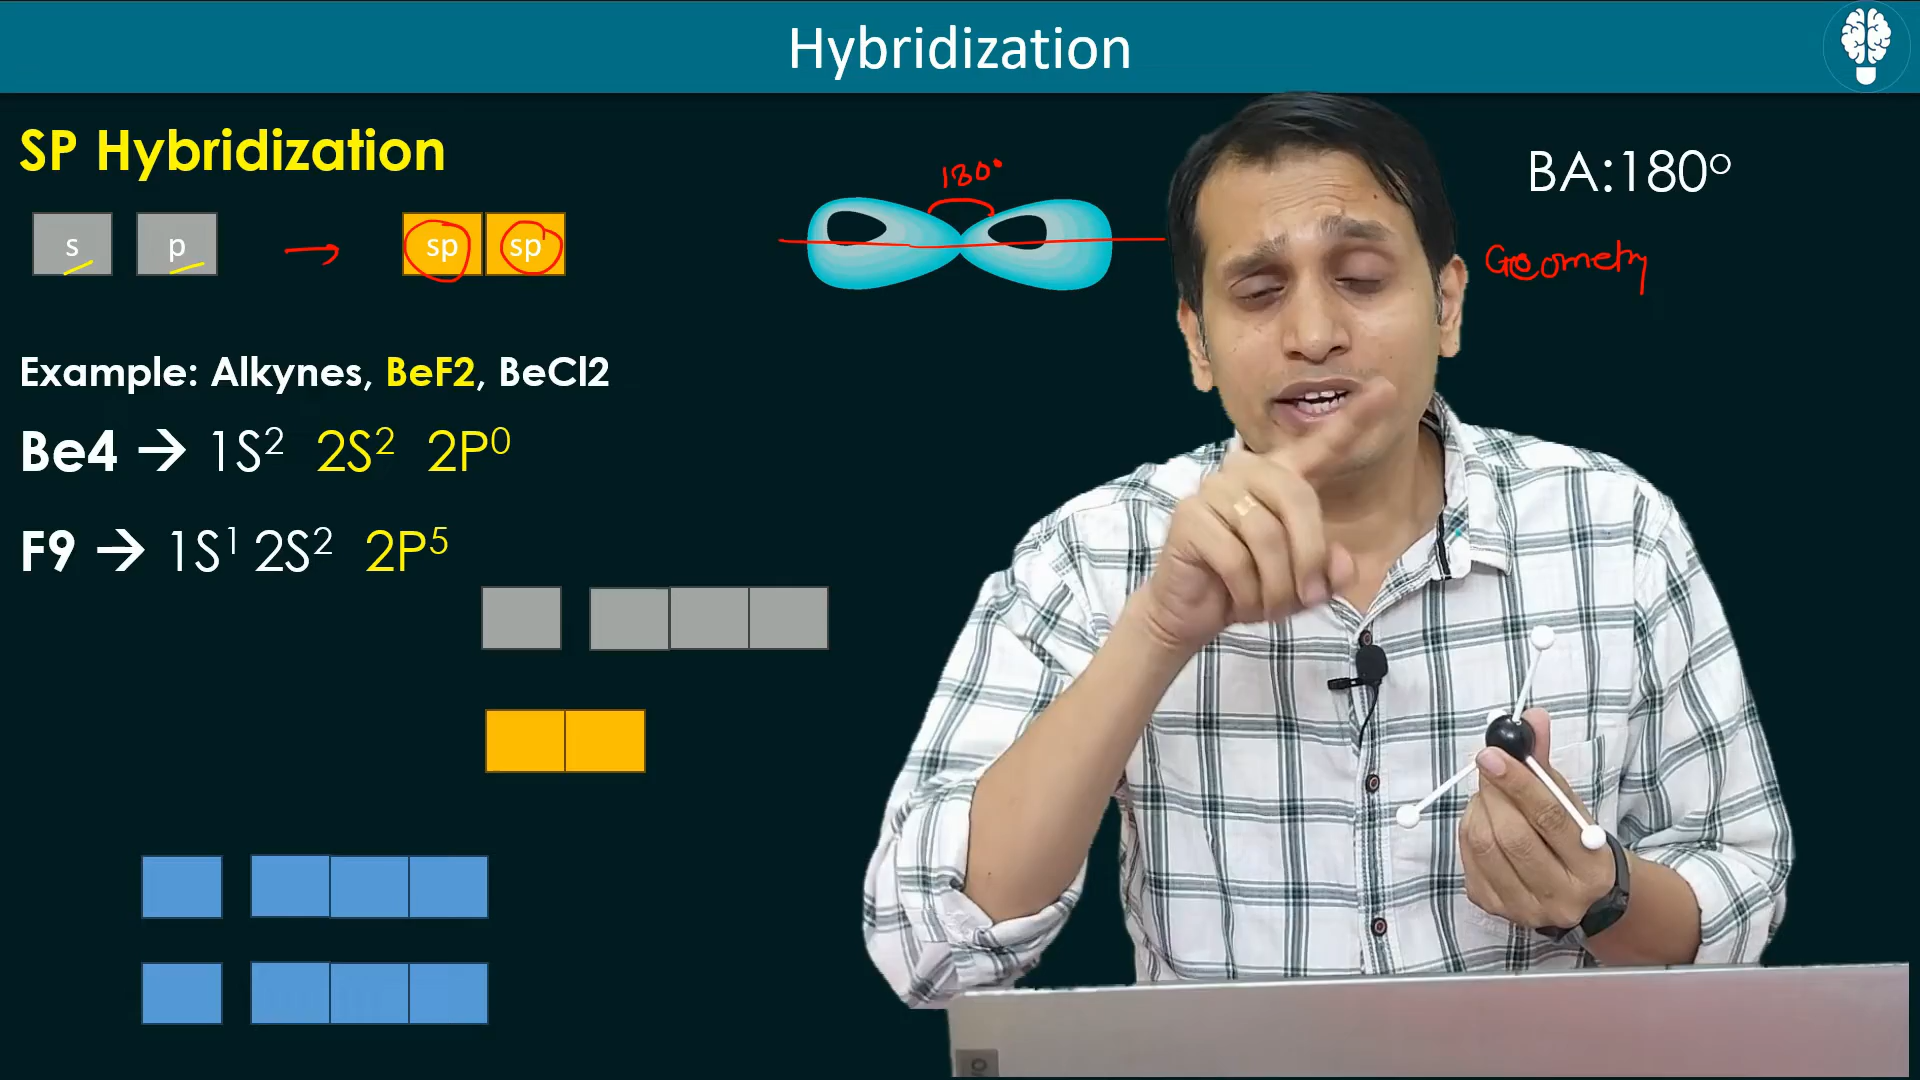 Hybridization
SP Hybridization
BA:180°
180°
s p → sp sp
Geometry
Example: Alkynes, BeF2, BeCl2
Be4 → 1S² 2S² 2P⁰
F9 → 1S¹ 2S² 2P⁵